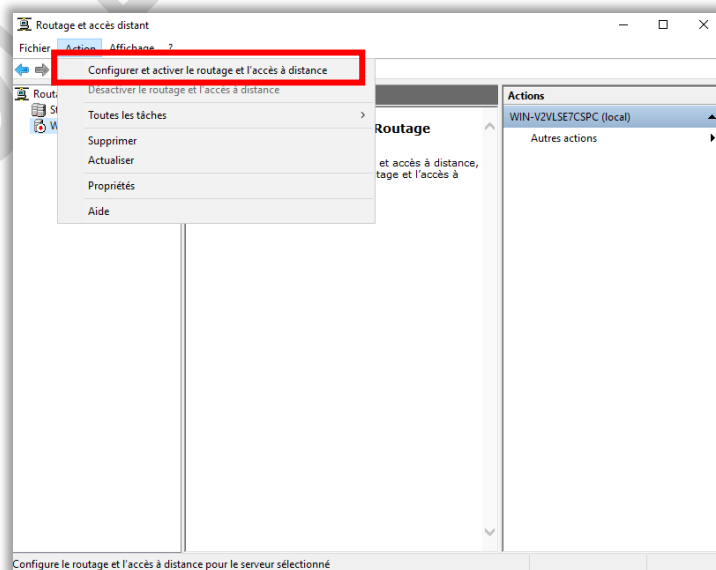 Routage et accès distant
Fichier Action Affichage ?
Configurer et activer le routage et l'accès à distance
Désactiver le routage et l'accès à distance
Toutes les tâches
Supprimer
Actualiser
Propriétés
Aide
Routage
et accès à distance,
tage et l'accès à
Actions
WIN-V2VLSE7CSPC (local)
Autres actions
Configure le routage et l'accès à distance pour le serveur sélectionné